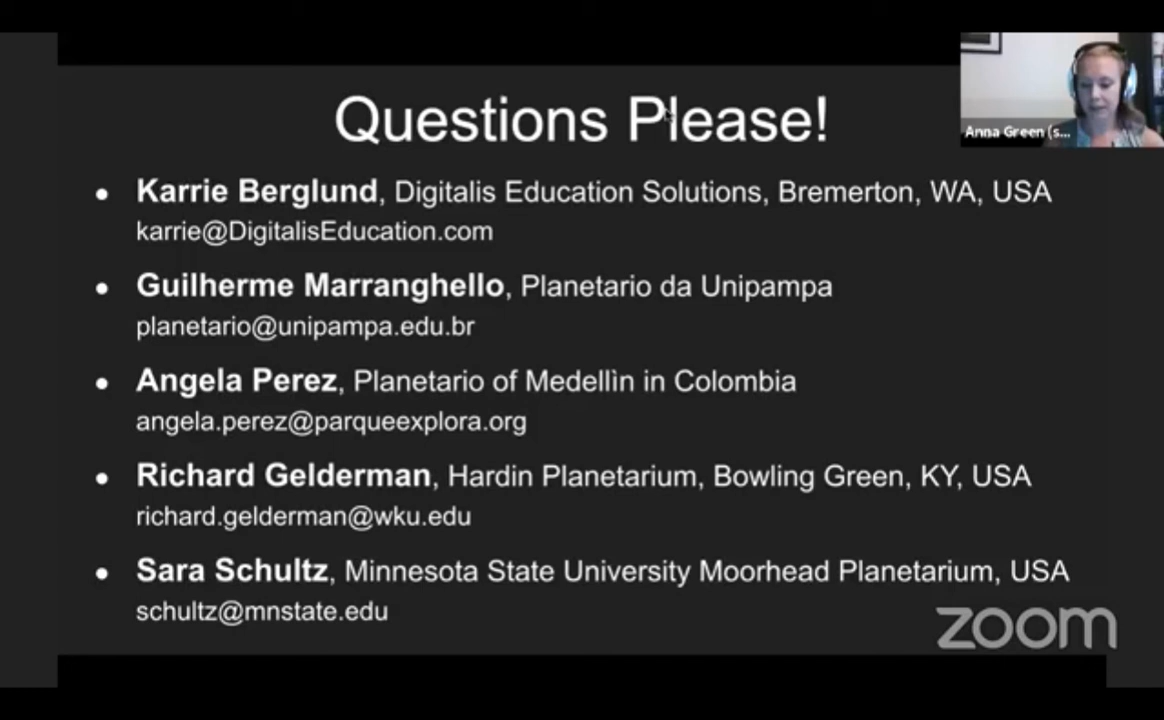 Questions Please!
Anna Green (s...
• Karrie Berglund, Digitalis Education Solutions, Bremerton, WA, USA
karrie@DigitalisEducation.com
• Guilherme Marranghello, Planetario da Unipampa
planetario@unipampa.edu.br
• Angela Perez, Planetario of Medellìn in Colombia
angela.perez@parqueexplora.org
• Richard Gelderman, Hardin Planetarium, Bowling Green, KY, USA
richard.gelderman@wku.edu
• Sara Schultz, Minnesota State University Moorhead Planetarium, USA
schultz@mnstate.edu
zoom